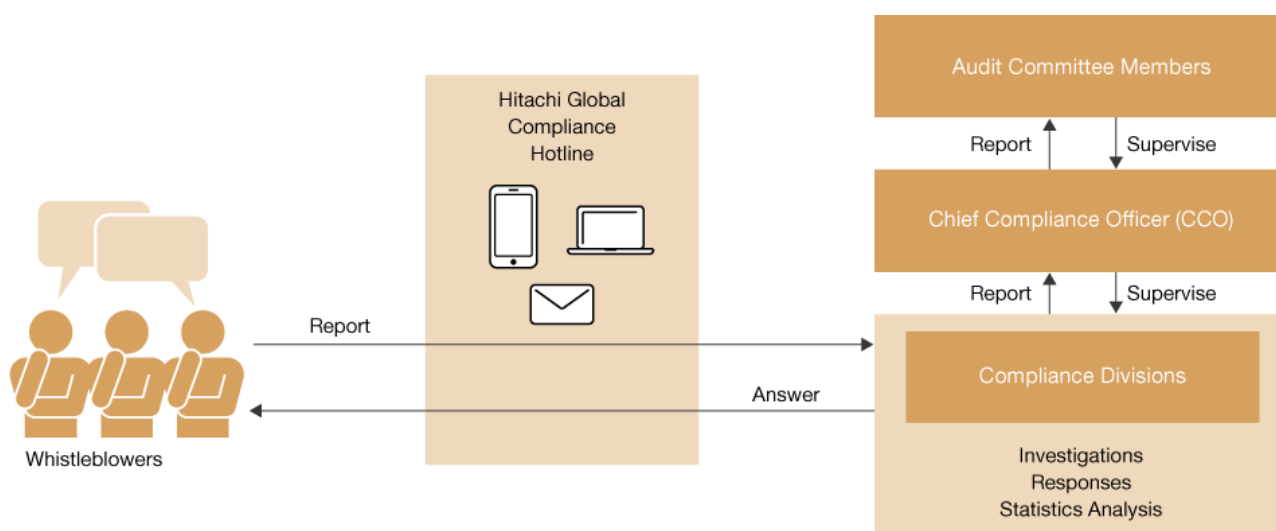 Audit Committee Members
Hitachi Global
Compliance
Hotline
Report
Supervise
Chief Compliance Officer (CCO)
Report
Supervise
Report
Compliance Divisions
Answer
Whistleblowers
Investigations
Responses
Statistics Analysis